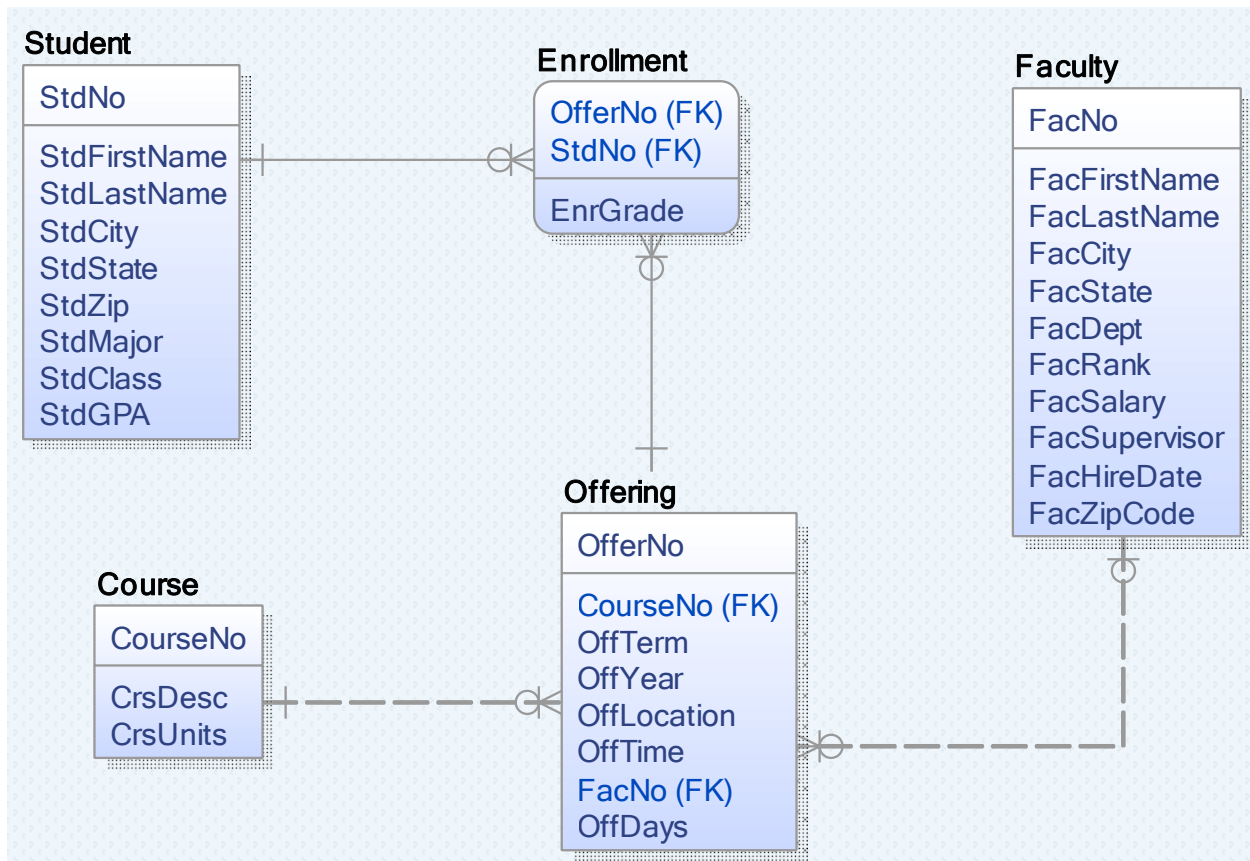 Student
StdNo
StdFirstName
StdLastName
StdCity
StdState
StdZip
StdMajor
StdClass
StdGPA
Enrollment
OfferNo (FK)
StdNo (FK)
EnrGrade
Faculty
FacNo
FacFirstName
FacLastName
FacCity
FacState
FacDept
FacRank
FacSalary
FacSupervisor
FacHireDate
FacZipCode
Course
CourseNo
CrsDesc
CrsUnits
Offering
OfferNo
CourseNo (FK)
OffTerm
OffYear
OffLocation
OffTime
FacNo (FK)
OffDays